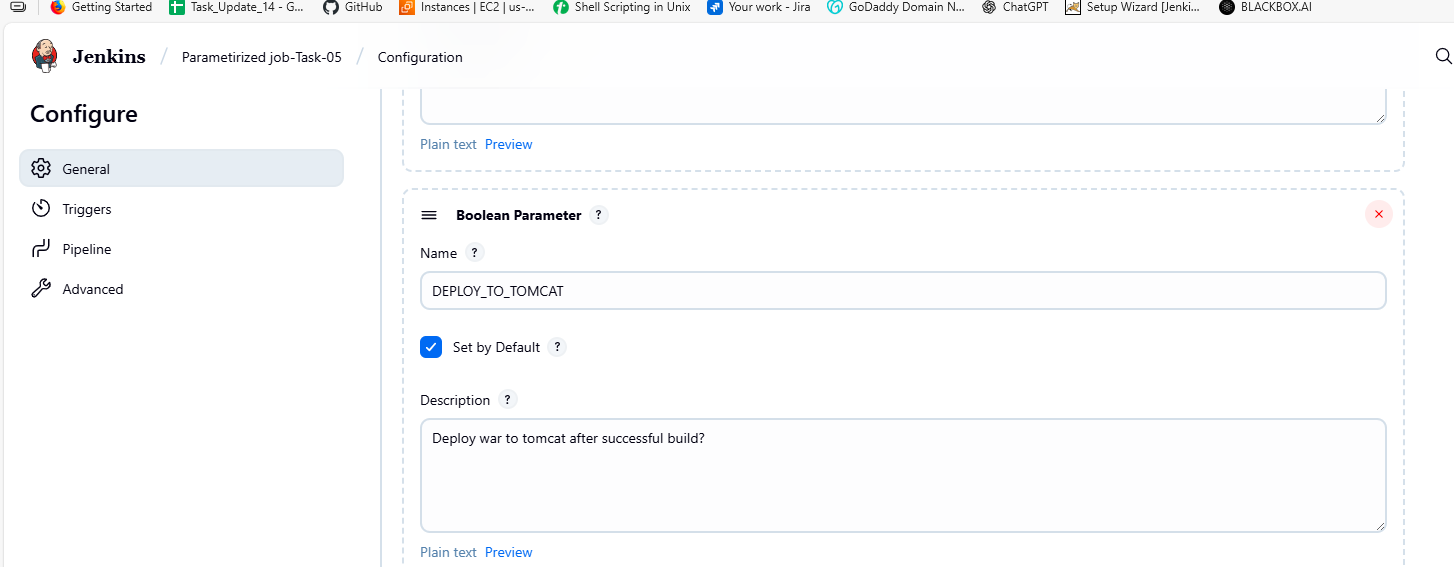 Getting Started Task_Update_14 - G... GitHub Instances | EC2 | us-... Shell Scripting in Unix Your work - Jira GoDaddy Domain N... ChatGPT Setup Wizard [Jenki... BLACKBOX.AI
Jenkins / Parametirized job-Task-05 / Configuration
Configure
General
Triggers
Pipeline
Advanced
Plain text Preview
Boolean Parameter ?
Name ?
DEPLOY_TO_TOMCAT
Set by Default ?
Description ?
Deploy war to tomcat after successful build?
Plain text Preview